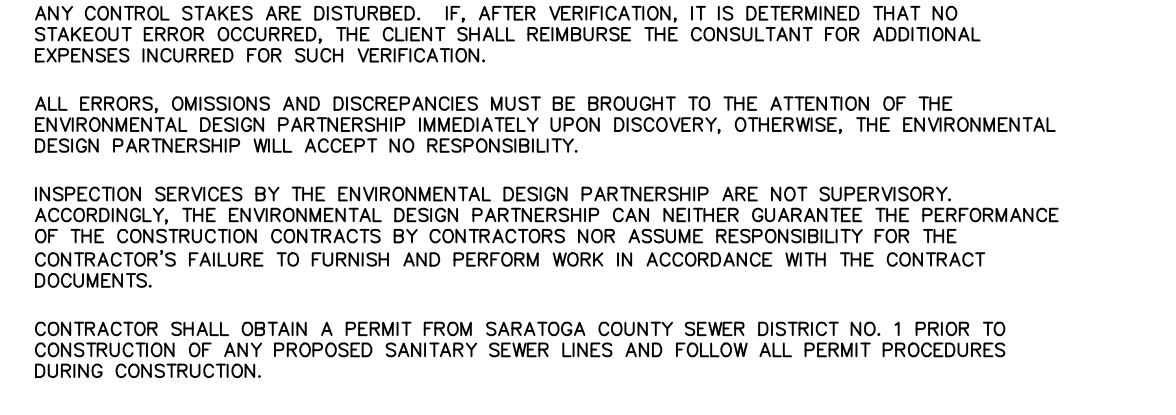 ANY CONTROL STAKES ARE DISTURBED.  IF, AFTER VERIFICATION, IT IS DETERMINED THAT NO
STAKEOUT ERROR OCCURRED, THE CLIENT SHALL REIMBURSE THE CONSULTANT FOR ADDITIONAL
EXPENSES INCURRED FOR SUCH VERIFICATION.
ALL ERRORS, OMISSIONS AND DISCREPANCIES MUST BE BROUGHT TO THE ATTENTION OF THE
ENVIRONMENTAL DESIGN PARTNERSHIP IMMEDIATELY UPON DISCOVERY, OTHERWISE, THE ENVIRONMENTAL
DESIGN PARTNERSHIP WILL ACCEPT NO RESPONSIBILITY.
INSPECTION SERVICES BY THE ENVIRONMENTAL DESIGN PARTNERSHIP ARE NOT SUPERVISORY.
ACCORDINGLY, THE ENVIRONMENTAL DESIGN PARTNERSHIP CAN NEITHER GUARANTEE THE PERFORMANCE
OF THE CONSTRUCTION CONTRACTS BY CONTRACTORS NOR ASSUME RESPONSIBILITY FOR THE
CONTRACTOR'S FAILURE TO FURNISH AND PERFORM WORK IN ACCORDANCE WITH THE CONTRACT
DOCUMENTS.
CONTRACTOR SHALL OBTAIN A PERMIT FROM SARATOGA COUNTY SEWER DISTRICT NO. 1 PRIOR TO
CONSTRUCTION OF ANY PROPOSED SANITARY SEWER LINES AND FOLLOW ALL PERMIT PROCEDURES
DURING CONSTRUCTION.